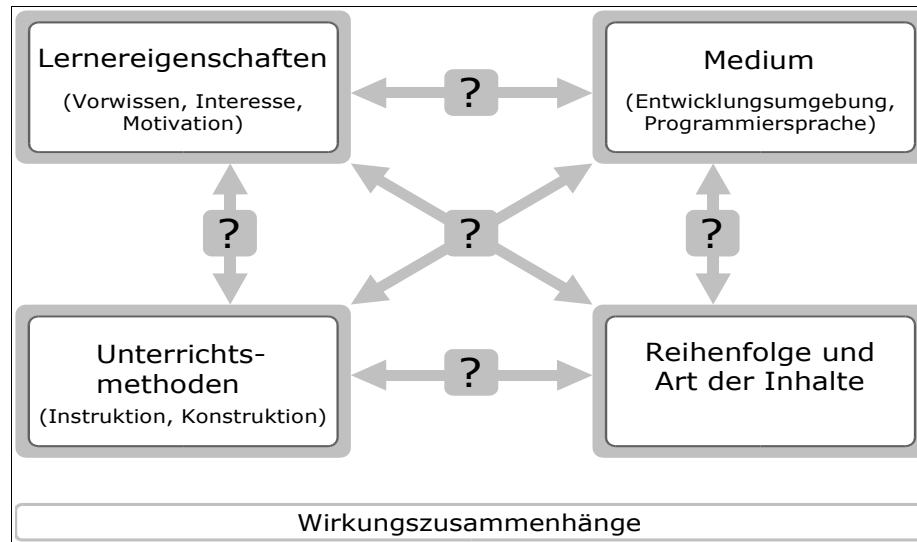 Lernereigenschaften
(Vorwissen, Interesse,
Motivation)
?
Medium
(Entwicklungsumgebung,
Programmiersprache)
?
?
?
Unterrichts-
methoden
(Instruktion, Konstruktion)
?
Reihenfolge und
Art der Inhalte
Wirkungszusammenhänge